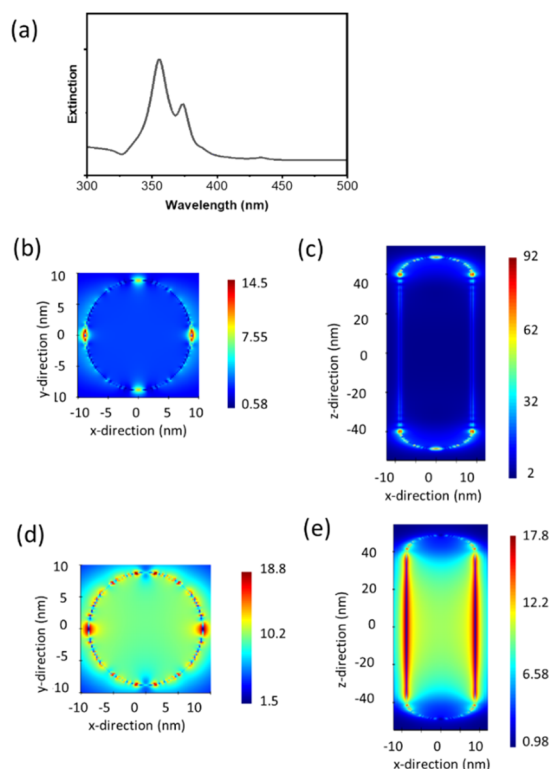 (a)
Extinction
300 350 400 450 500
Wavelength (nm)
(b)
10
5
0
-5
-10
y-direction (nm)
-10 -5 0 5 10
x-direction (nm)
14.5
7.55
0.58
(c)
40
20
0
-20
-40
z-direction (nm)
-10 0 10
x-direction (nm)
92
62
32
2
(d)
10
5
0
-5
-10
y-direction (nm)
-10 -5 0 5 10
x-direction (nm)
18.8
10.2
1.5
(e)
40
20
0
-20
-40
z-direction (nm)
-10 0 10
x-direction (nm)
17.8
12.2
6.58
0.98